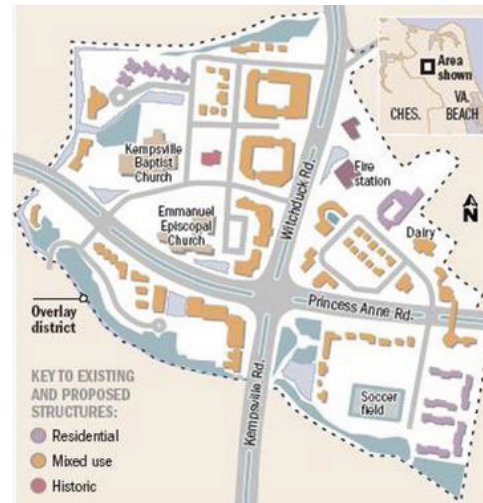 Area
shown
CHES.
VA.
BEACH
Kempsville
Baptist
Church
Witchduck Rd.
Fire
station
N
Emmanuel
Episcopal
Church
Dairy
Princess Anne Rd.
Overlay
district
Kempsville Rd.
Soccer
field
KEY TO EXISTING
AND PROPOSED
STRUCTURES:
Residential
Mixed use
Historic